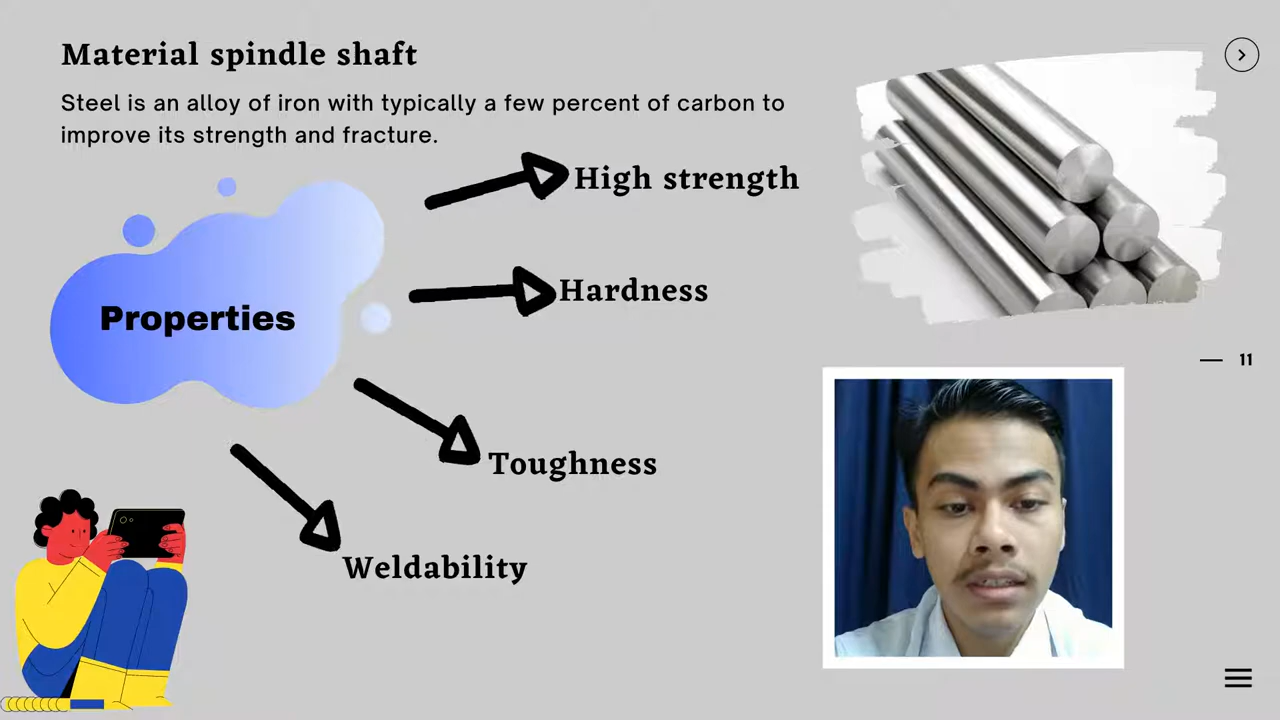 Material spindle shaft
Steel is an alloy of iron with typically a few percent of carbon to
improve its strength and fracture.
High strength
Hardness
Properties
11
Toughness
Weldability